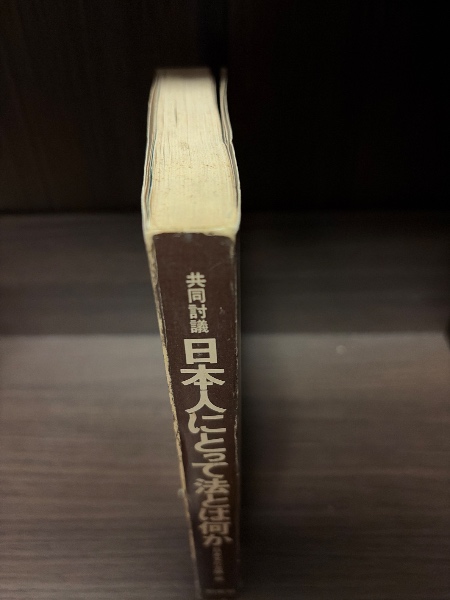 共同討議
日本人にとって法とは何か